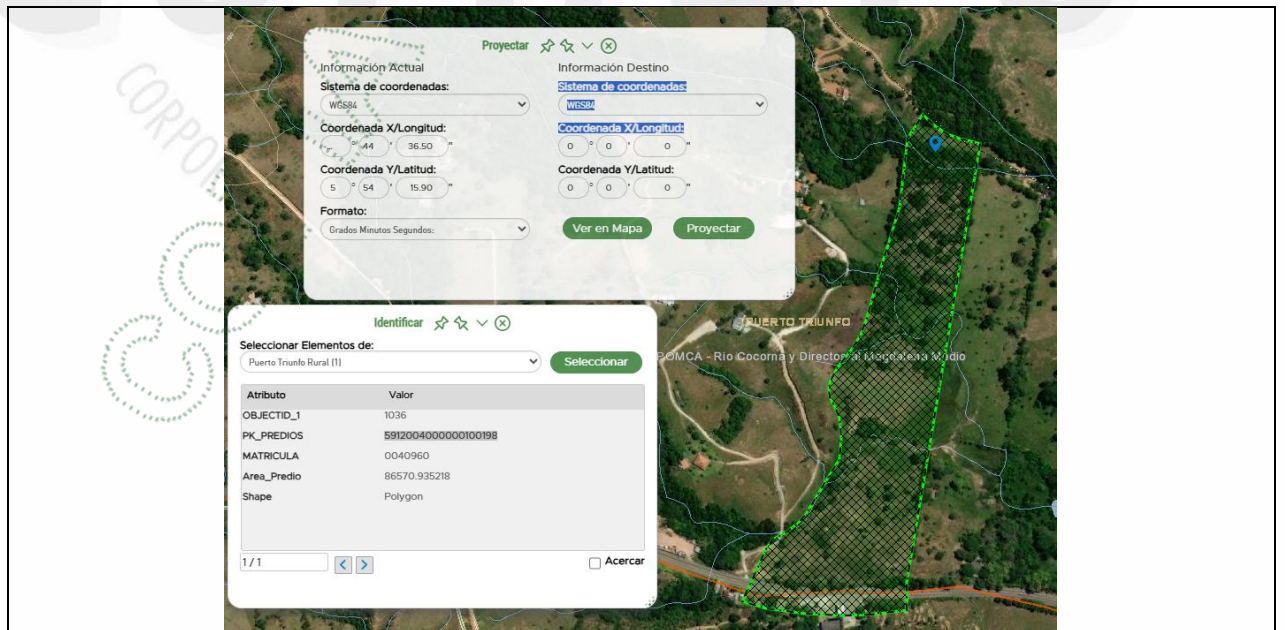 Proyectar
Información Actual
Información Destino
Sistema de coordenadas:
Sistema de coordenadas:
WGS84
WGS84
Coordenada X/Longitud:
Coordenada X/Longitud:
° 44 ' 36.50 "
0 ° 0 ' 0 "
Coordenada Y/Latitud:
Coordenada Y/Latitud:
5 ° 54 ' 15.90 "
0 ° 0 ' 0 "
Formato:
Grados Minutos Segundos:
Ver en Mapa
Proyectar
Identificar
Seleccionar Elementos de:
Puerto Triunfo Rural (1)
Seleccionar
Atributo Valor
OBJECTID_1 1036
PK_PREDIOS 5912004000000100198
MATRICULA 0040960
Area_Predio 86570.935218
Shape Polygon
1 / 1
Acercar
PUERTO TRIUNFO
POMCA - Rio Cocorna y Directos al Magdalena Medio